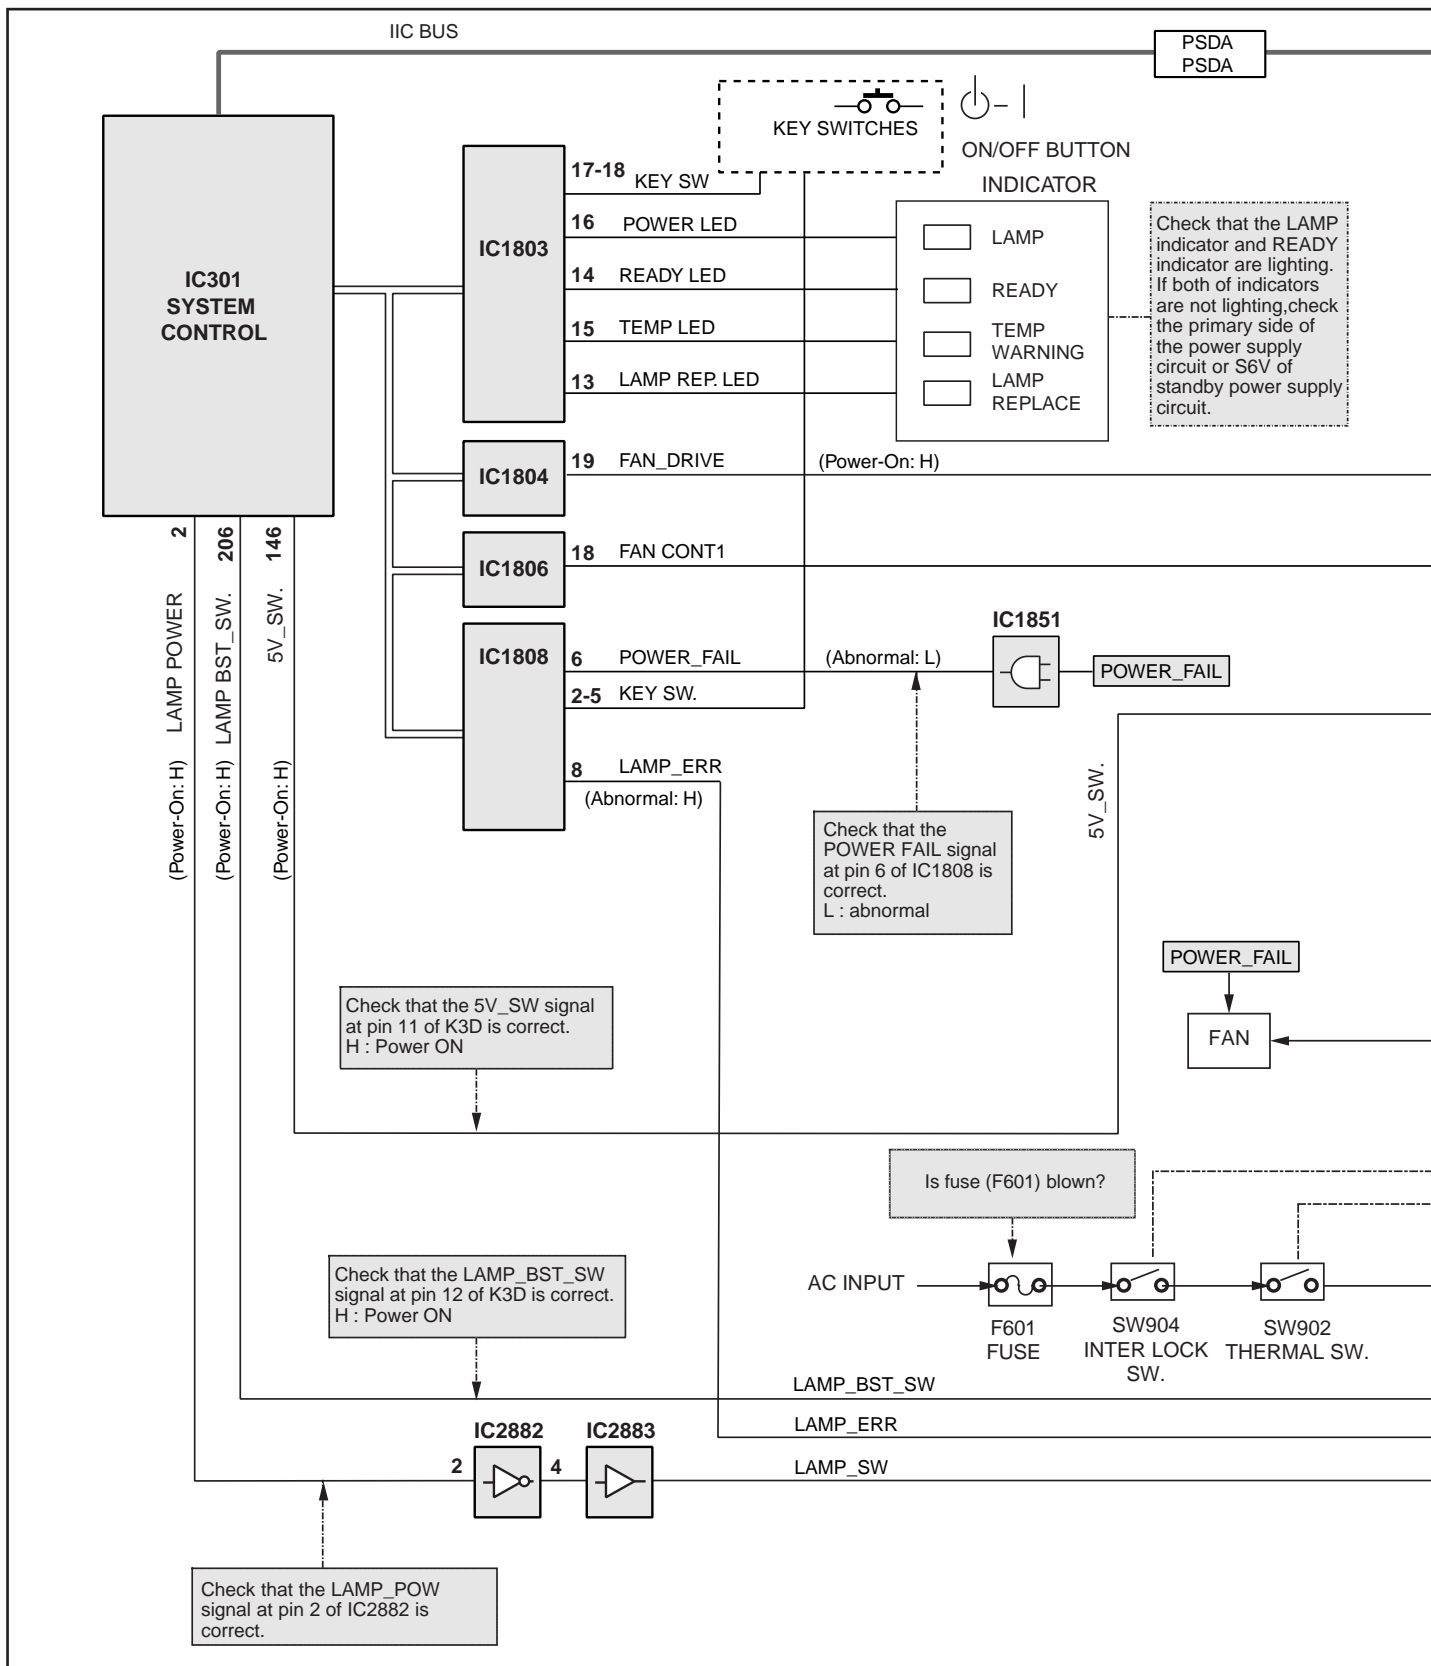 IIC BUS
PSDA
PSDA
KEY SWITCHES
ON/OFF BUTTON
INDICATOR
IC301
SYSTEM
CONTROL
IC1803
17-18 KEY SW
16 POWER LED
14 READY LED
15 TEMP LED
13 LAMP REP. LED
LAMP
READY
TEMP
WARNING
LAMP
REPLACE
Check that the LAMP
indicator and READY
indicator are lighting.
If both of indicators
are not lighting,check
the primary side of
the power supply
circuit or S6V of
standby power supply
circuit.
IC1804
19 FAN_DRIVE (Power-On: H)
IC1806
18 FAN CONT1
2
206
146
LAMP POWER
LAMP BST_SW.
5V_SW.
(Power-On: H)
(Power-On: H)
(Power-On: H)
IC1808
6 POWER_FAIL (Abnormal: L)
2-5 KEY SW.
8 LAMP_ERR
(Abnormal: H)
IC1851
POWER_FAIL
5V_SW.
Check that the
POWER FAIL signal
at pin 6 of IC1808 is
correct.
L : abnormal
POWER_FAIL
FAN
Check that the 5V_SW signal
at pin 11 of K3D is correct.
H : Power ON
Is fuse (F601) blown?
AC INPUT
F601
FUSE
SW904
INTER LOCK
SW.
SW902
THERMAL SW.
Check that the LAMP_BST_SW
signal at pin 12 of K3D is correct.
H : Power ON
LAMP_BST_SW
LAMP_ERR
LAMP_SW
IC2882
IC2883
2
4
Check that the LAMP_POW
signal at pin 2 of IC2882 is
correct.